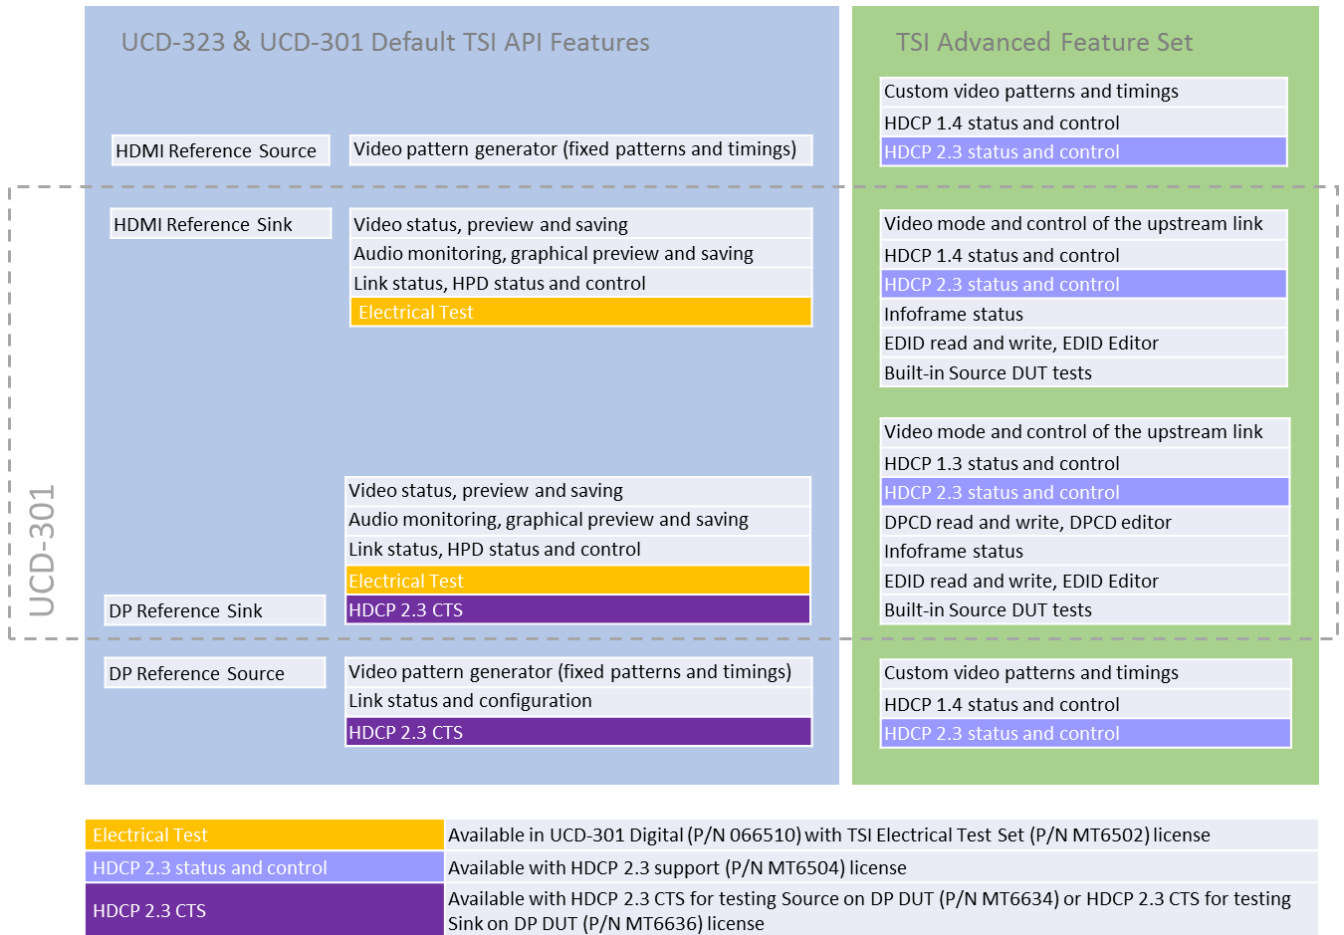 UCD-323 & UCD-301 Default TSI API Features
TSI Advanced Feature Set
Custom video patterns and timings
HDCP 1.4 status and control
HDMI Reference Source
Video pattern generator (fixed patterns and timings)
HDCP 2.3 status and control
HDMI Reference Sink
Video status, preview and saving
Audio monitoring, graphical preview and saving
Link status, HPD status and control
Electrical Test
Video mode and control of the upstream link
HDCP 1.4 status and control
HDCP 2.3 status and control
Infoframe status
EDID read and write, EDID Editor
Built-in Source DUT tests
UCD-301
DP Reference Sink
Video status, preview and saving
Audio monitoring, graphical preview and saving
Link status, HPD status and control
Electrical Test
HDCP 2.3 CTS
Video mode and control of the upstream link
HDCP 1.3 status and control
HDCP 2.3 status and control
DPCD read and write, DPCD editor
Infoframe status
EDID read and write, EDID Editor
Built-in Source DUT tests
DP Reference Source
Video pattern generator (fixed patterns and timings)
Link status and configuration
HDCP 2.3 CTS
Custom video patterns and timings
HDCP 1.4 status and control
HDCP 2.3 status and control
Electrical Test
Available in UCD-301 Digital (P/N 066510) with TSI Electrical Test Set (P/N MT6502) license
HDCP 2.3 status and control
Available with HDCP 2.3 support (P/N MT6504) license
HDCP 2.3 CTS
Available with HDCP 2.3 CTS for testing Source on DP DUT (P/N MT6634) or HDCP 2.3 CTS for testing
Sink on DP DUT (P/N MT6636) license